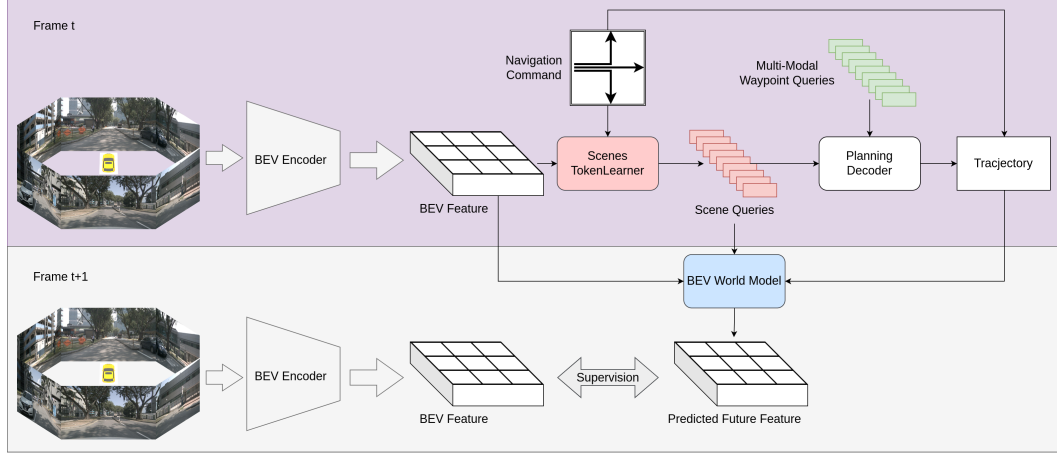 Frame t
Navigation
Command
Multi-Modal
Waypoint Queries
BEV Encoder
BEV Feature
Scenes
TokenLearner
Scene Queries
Planning
Decoder
Tracjectory
Frame t+1
BEV World Model
BEV Encoder
BEV Feature
Supervision
Predicted Future Feature